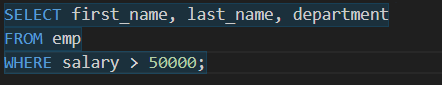 SELECT first_name, last_name, department
FROM emp
WHERE salary > 50000;